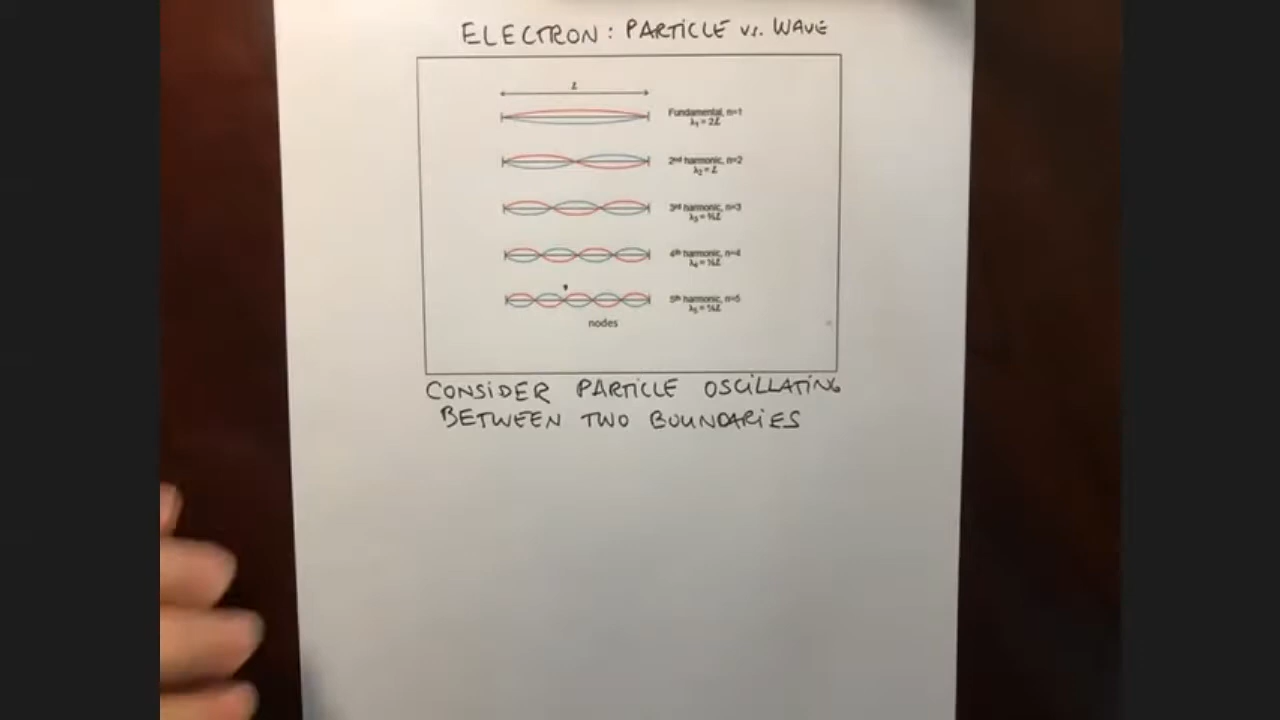 ELECTRON: PARTICLE vs. WAVE
L
Fundamental, n=1
λ₁ = 2L
2nd harmonic, n=2
λ₂ = L
3rd harmonic, n=3
4th harmonic, n=4
5th harmonic, n=5
nodes
CONSIDER PARTICLE OSCILLATING
BETWEEN TWO BOUNDARIES